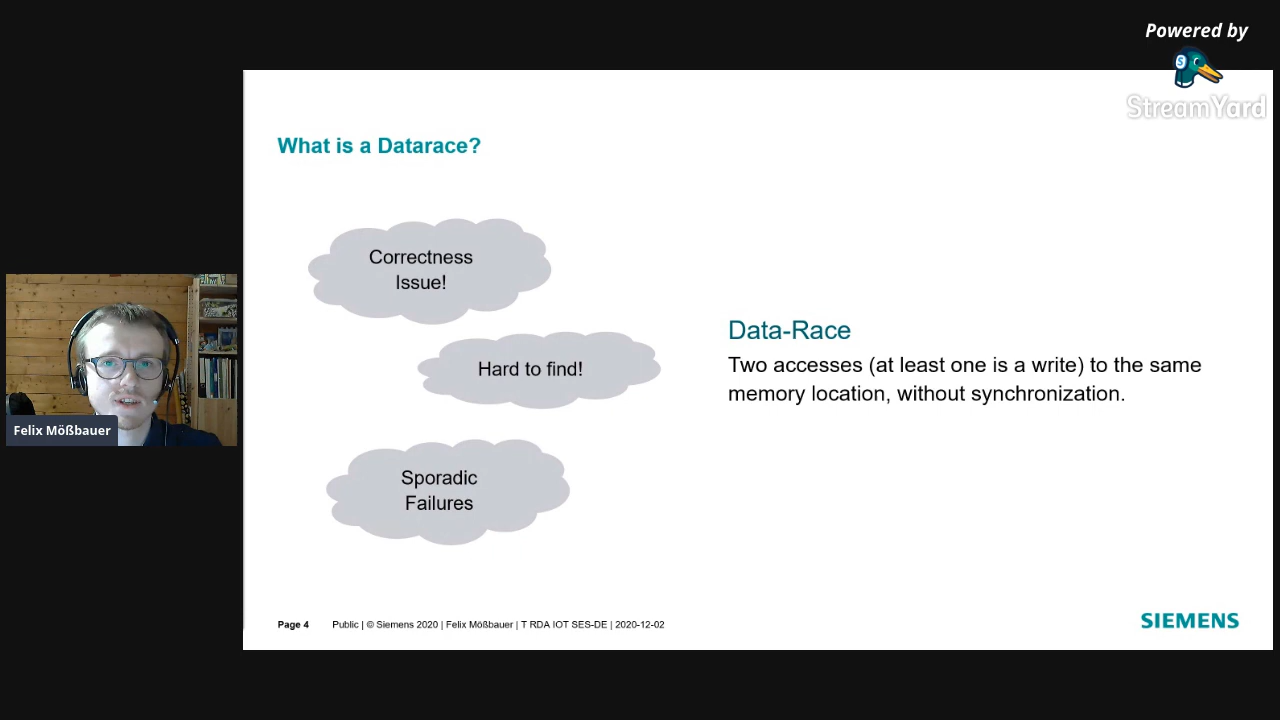 Powered by
StreamYard
What is a Datarace?
Correctness
Issue!
Hard to find!
Sporadic
Failures
Data-Race
Two accesses (at least one is a write) to the same
memory location, without synchronization.
Felix Mößbauer
Page 4 Public | © Siemens 2020 | Felix Mößbauer | T RDA IOT SES-DE | 2020-12-02
SIEMENS